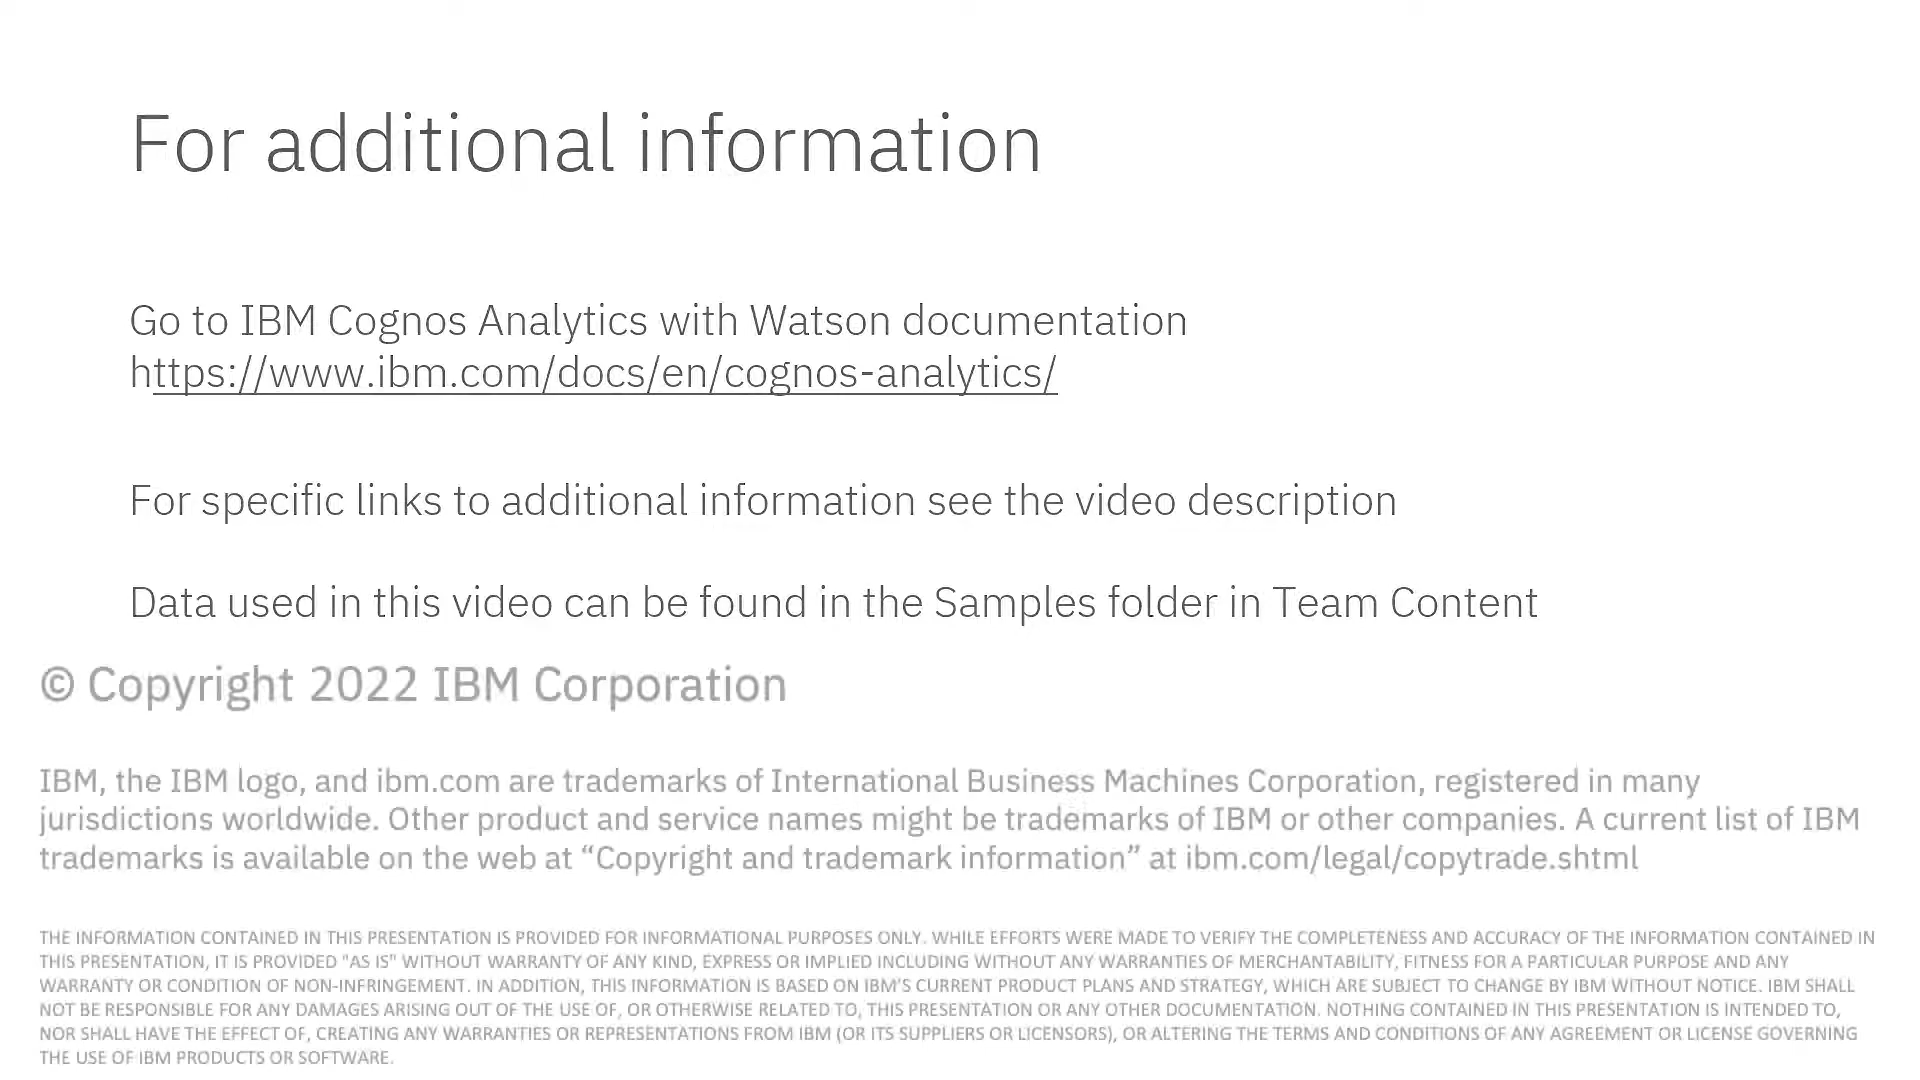 For additional information
Go to IBM Cognos Analytics with Watson documentation
https://www.ibm.com/docs/en/cognos-analytics/
For specific links to additional information see the video description
Data used in this video can be found in the Samples folder in Team Content
© Copyright 2022 IBM Corporation
IBM, the IBM logo, and ibm.com are trademarks of International Business Machines Corporation, registered in many
jurisdictions worldwide. Other product and service names might be trademarks of IBM or other companies. A current list of IBM
trademarks is available on the web at “Copyright and trademark information” at ibm.com/legal/copytrade.shtml
THE INFORMATION CONTAINED IN THIS PRESENTATION IS PROVIDED FOR INFORMATIONAL PURPOSES ONLY. WHILE EFFORTS WERE MADE TO VERIFY THE COMPLETENESS AND ACCURACY OF THE INFORMATION CONTAINED IN
THIS PRESENTATION, IT IS PROVIDED "AS IS" WITHOUT WARRANTY OF ANY KIND, EXPRESS OR IMPLIED INCLUDING WITHOUT ANY WARRANTIES OF MERCHANTABILITY, FITNESS FOR A PARTICULAR PURPOSE AND ANY
WARRANTY OR CONDITION OF NON-INFRINGEMENT. IN ADDITION, THIS INFORMATION IS BASED ON IBM’S CURRENT PRODUCT PLANS AND STRATEGY, WHICH ARE SUBJECT TO CHANGE BY IBM WITHOUT NOTICE. IBM SHALL
NOT BE RESPONSIBLE FOR ANY DAMAGES ARISING OUT OF THE USE OF, OR OTHERWISE RELATED TO, THIS PRESENTATION OR ANY OTHER DOCUMENTATION. NOTHING CONTAINED IN THIS PRESENTATION IS INTENDED TO,
NOR SHALL HAVE THE EFFECT OF, CREATING ANY WARRANTIES OR REPRESENTATIONS FROM IBM (OR ITS SUPPLIERS OR LICENSORS), OR ALTERING THE TERMS AND CONDITIONS OF ANY AGREEMENT OR LICENSE GOVERNING
THE USE OF IBM PRODUCTS OR SOFTWARE.